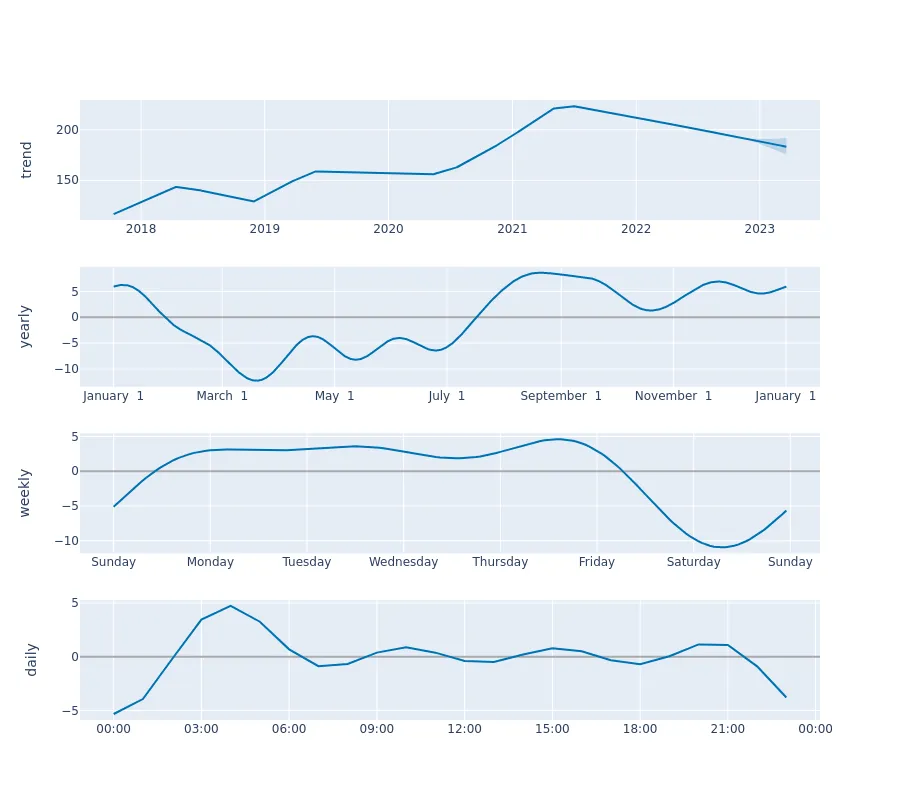 trend
200
150
2018 2019 2020 2021 2022 2023
yearly
5
0
−5
−10
January 1 March 1 May 1 July 1 September 1 November 1 January 1
weekly
5
0
−5
−10
Sunday Monday Tuesday Wednesday Thursday Friday Saturday Sunday
daily
5
0
−5
00:00 03:00 06:00 09:00 12:00 15:00 18:00 21:00 00:00